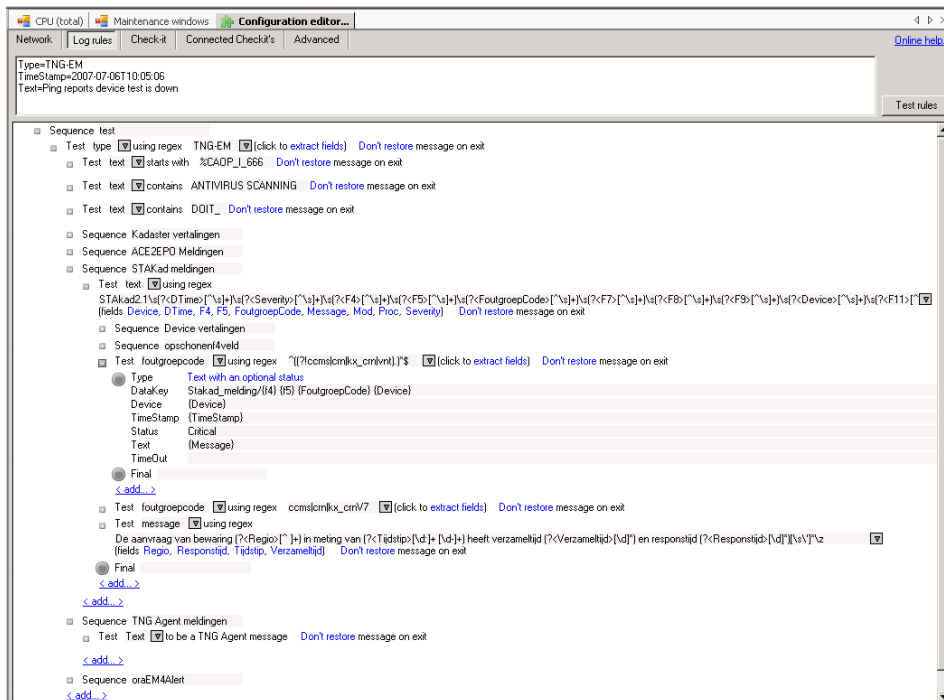 CPU (total) Maintenance windows Configuration editor...
Network Log rules Check-it Connected Checkit's Advanced Online help.
Type=TNG-EM
TimeStamp=2007-07-06T10:05:06
Text=Ping reports device test is down
Test rules
Sequence test
Test type using regex TNG-EM (click to extract fields) Don't restore message on exit
Test text starts with %CAOP_I_666 Don't restore message on exit
Test text contains ANTIVIRUS SCANNING Don't restore message on exit
Test text contains DOIT_ Don't restore message on exit
Sequence Kadaster vertalingen
Sequence ACE2EPO Meldingen
Sequence STAKad meldingen
Test text using regex
STAkad2.1\s(?<DTime>[^\s]+)\s(?<Severity>[^\s]+)\s(?<F4>[^\s]+)\s(?<F5>[^\s]+)\s(?<FoutgroepCode>[^\s]+)\s(?<F7>[^\s]+)\s(?<F8>[^\s]+)\s(?<F9>[^\s]+)\s(?<Device>[^\s]+)\s(?<F11>[^
(fields Device, DTime, F4, F5, FoutgroepCode, Message, Mod, Proc, Severity) Don't restore message on exit
Sequence Device vertalingen
Sequence opschonenf4veld
Test foutgroepcode using regex ^((?!ccms|crn|kx_crn|vnt).)*$ (click to extract fields) Don't restore message on exit
Type Text with an optional status
DataKey Stakad_melding/{f4} {f5} {FoutgroepCode} {Device}
Device {Device}
TimeStamp {TimeStamp}
Status Critical
Text {Message}
TimeOut
Final
< add... >
Test foutgroepcode using regex ccms|crn|kx_crnV7 (click to extract fields) Don't restore message on exit
Test message using regex
De aanvraag van bewaring (?<Regio>[^ ]+) in meting van (?<Tijdstip>[\d:]+ [\d-]+) heeft verzameltijd (?<Verzameltijd>[\d]*) en responstijd (?<Responstijd>[\d]*)[\s\']*\z
(fields Regio, Responstijd, Tijdstip, Verzameltijd) Don't restore message on exit
Final
< add... >
< add... >
Sequence TNG Agent meldingen
Test Text to be a TNG Agent message Don't restore message on exit
< add... >
Sequence oraEM4Alert
< add... >